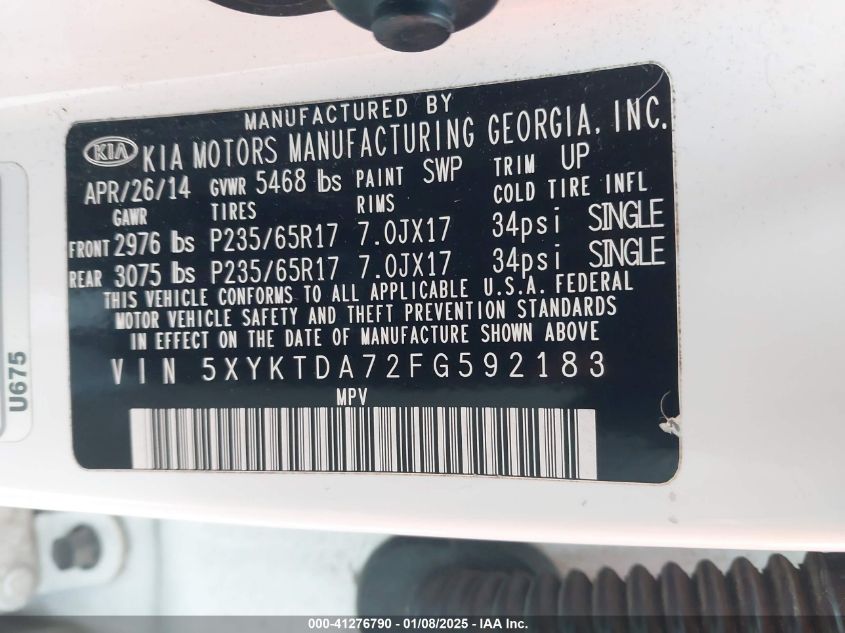 MANUFACTURED BY
KIA KIA MOTORS MANUFACTURING GEORGIA, INC.
APR/26/14 GVWR 5468 lbs PAINT SWP TRIM UP
GAWR TIRES RIMS COLD TIRE INFL
FRONT 2976 lbs P235/65R17 7.0JX17 34psi SINGLE
REAR 3075 lbs P235/65R17 7.0JX17 34psi SINGLE
THIS VEHICLE CONFORMS TO ALL APPLICABLE U.S.A. FEDERAL
MOTOR VEHICLE SAFETY AND THEFT PREVENTION STANDARDS
IN EFFECT ON THE DATE OF MANUFACTURE SHOWN ABOVE
VIN 5XYKTDA72FG592183
MPV
U675
000-41276790 - 01/08/2025 - IAA Inc.